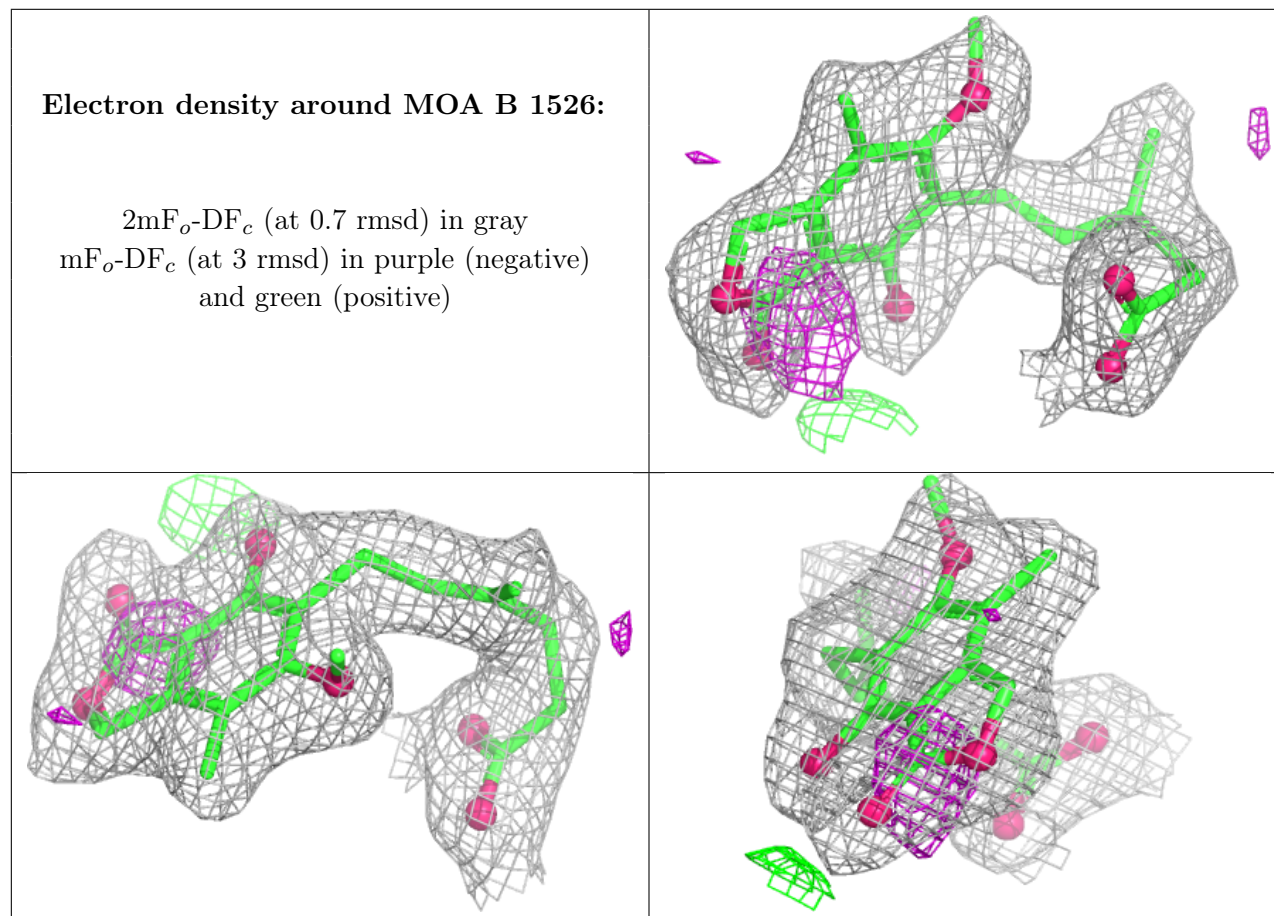 Electron density around MOA B 1526:
2mFₒ-DF𝒸 (at 0.7 rmsd) in gray
mFₒ-DF𝒸 (at 3 rmsd) in purple (negative)
and green (positive)